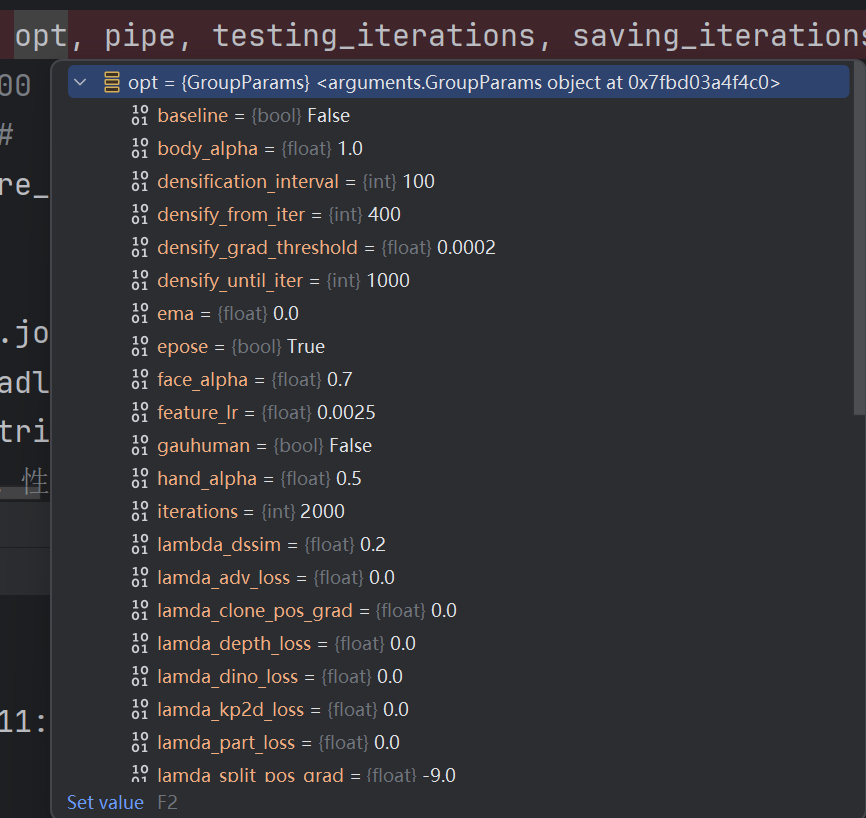 opt, pipe, testing_iterations, saving_iterations
opt = {GroupParams} <arguments.GroupParams object at 0x7fbd03a4f4c0>
00
baseline = {bool} False
#
body_alpha = {float} 1.0
re_
densification_interval = {int} 100
densify_from_iter = {int} 400
densify_grad_threshold = {float} 0.0002
densify_until_iter = {int} 1000
ema = {float} 0.0
.jo
epose = {bool} True
adl
face_alpha = {float} 0.7
feature_lr = {float} 0.0025
tri
gauhuman = {bool} False
性
hand_alpha = {float} 0.5
iterations = {int} 2000
lambda_dssim = {float} 0.2
lamda_adv_loss = {float} 0.0
lamda_clone_pos_grad = {float} 0.0
lamda_depth_loss = {float} 0.0
lamda_dino_loss = {float} 0.0
lamda_kp2d_loss = {float} 0.0
11:
lamda_part_loss = {float} 0.0
lamda_split_pos_grad = {float} -9.0
Set value F2